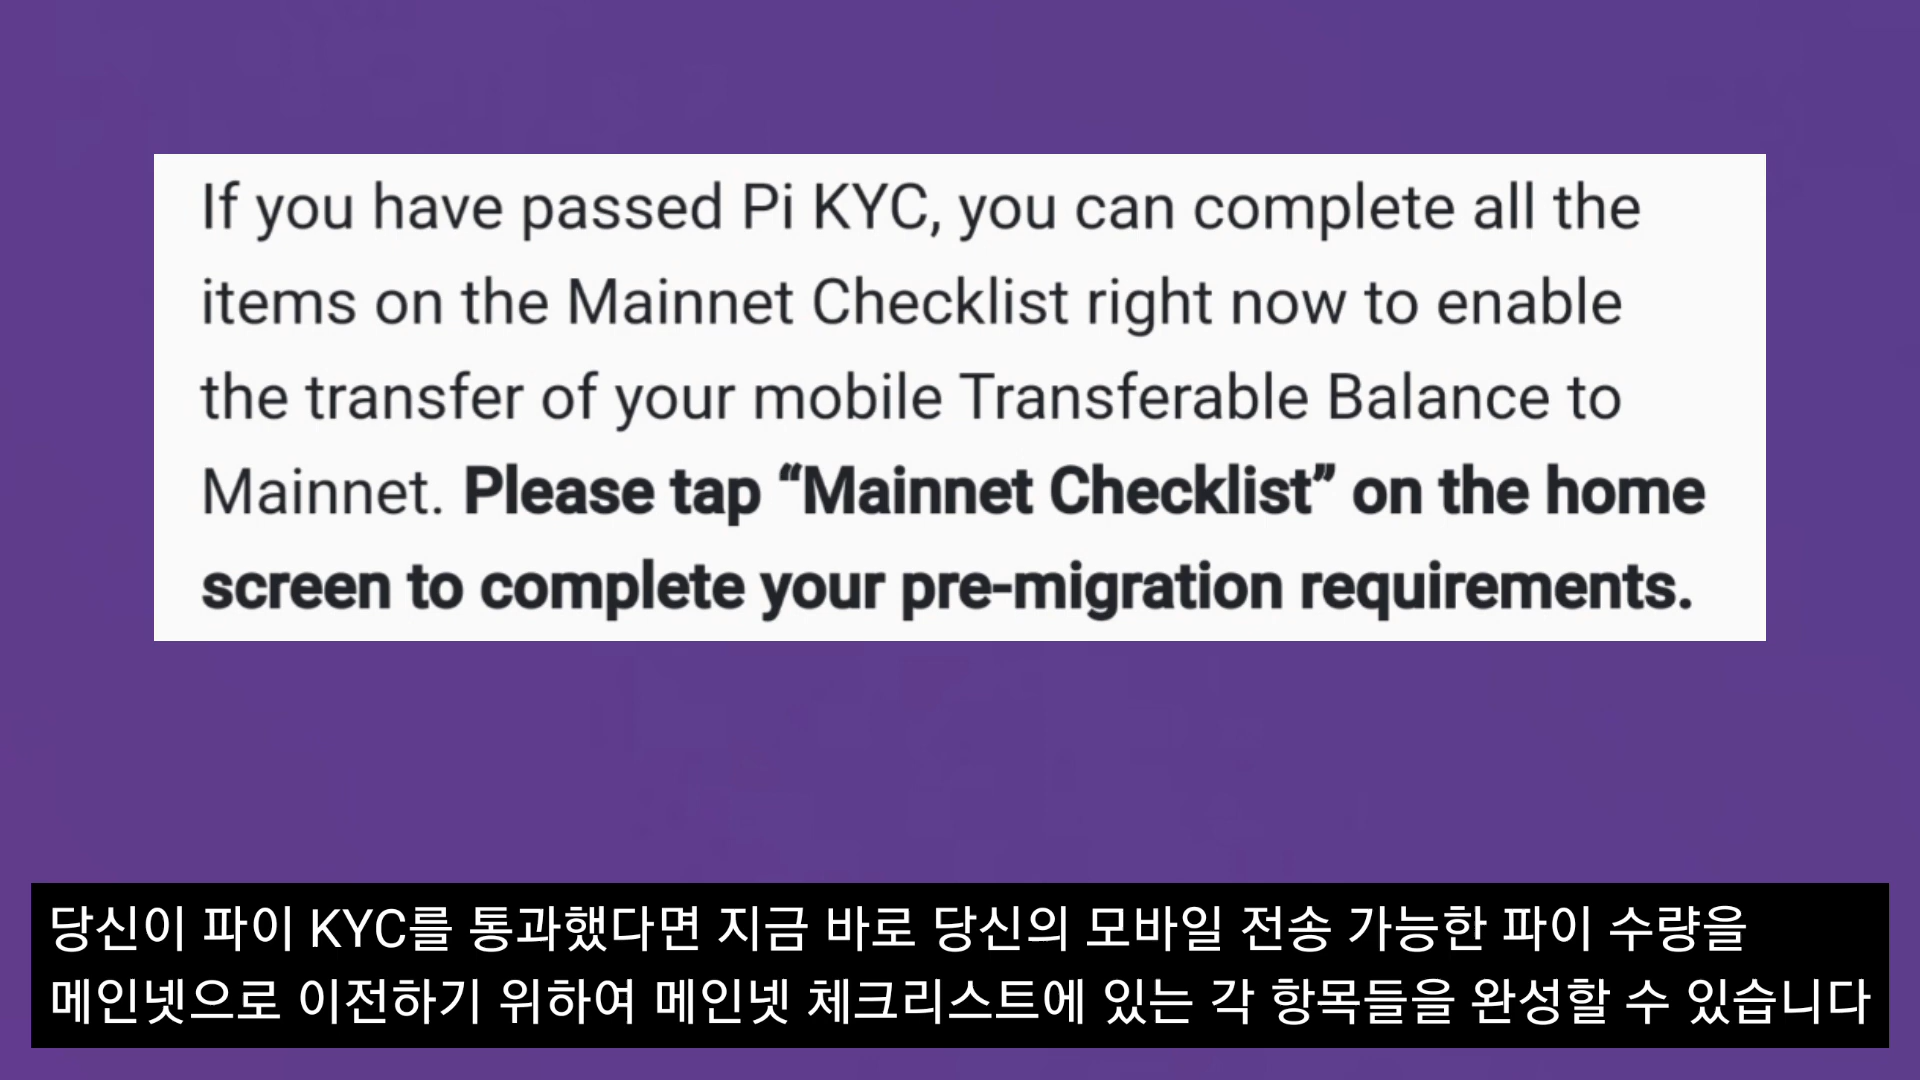 If you have passed Pi KYC, you can complete all the
items on the Mainnet Checklist right now to enable
the transfer of your mobile Transferable Balance to
Mainnet. Please tap “Mainnet Checklist” on the home
screen to complete your pre-migration requirements.
당신이 파이 KYC를 통과했다면 지금 바로 당신의 모바일 전송 가능한 파이 수량을
메인넷으로 이전하기 위하여 메인넷 체크리스트에 있는 각 항목들을 완성할 수 있습니다